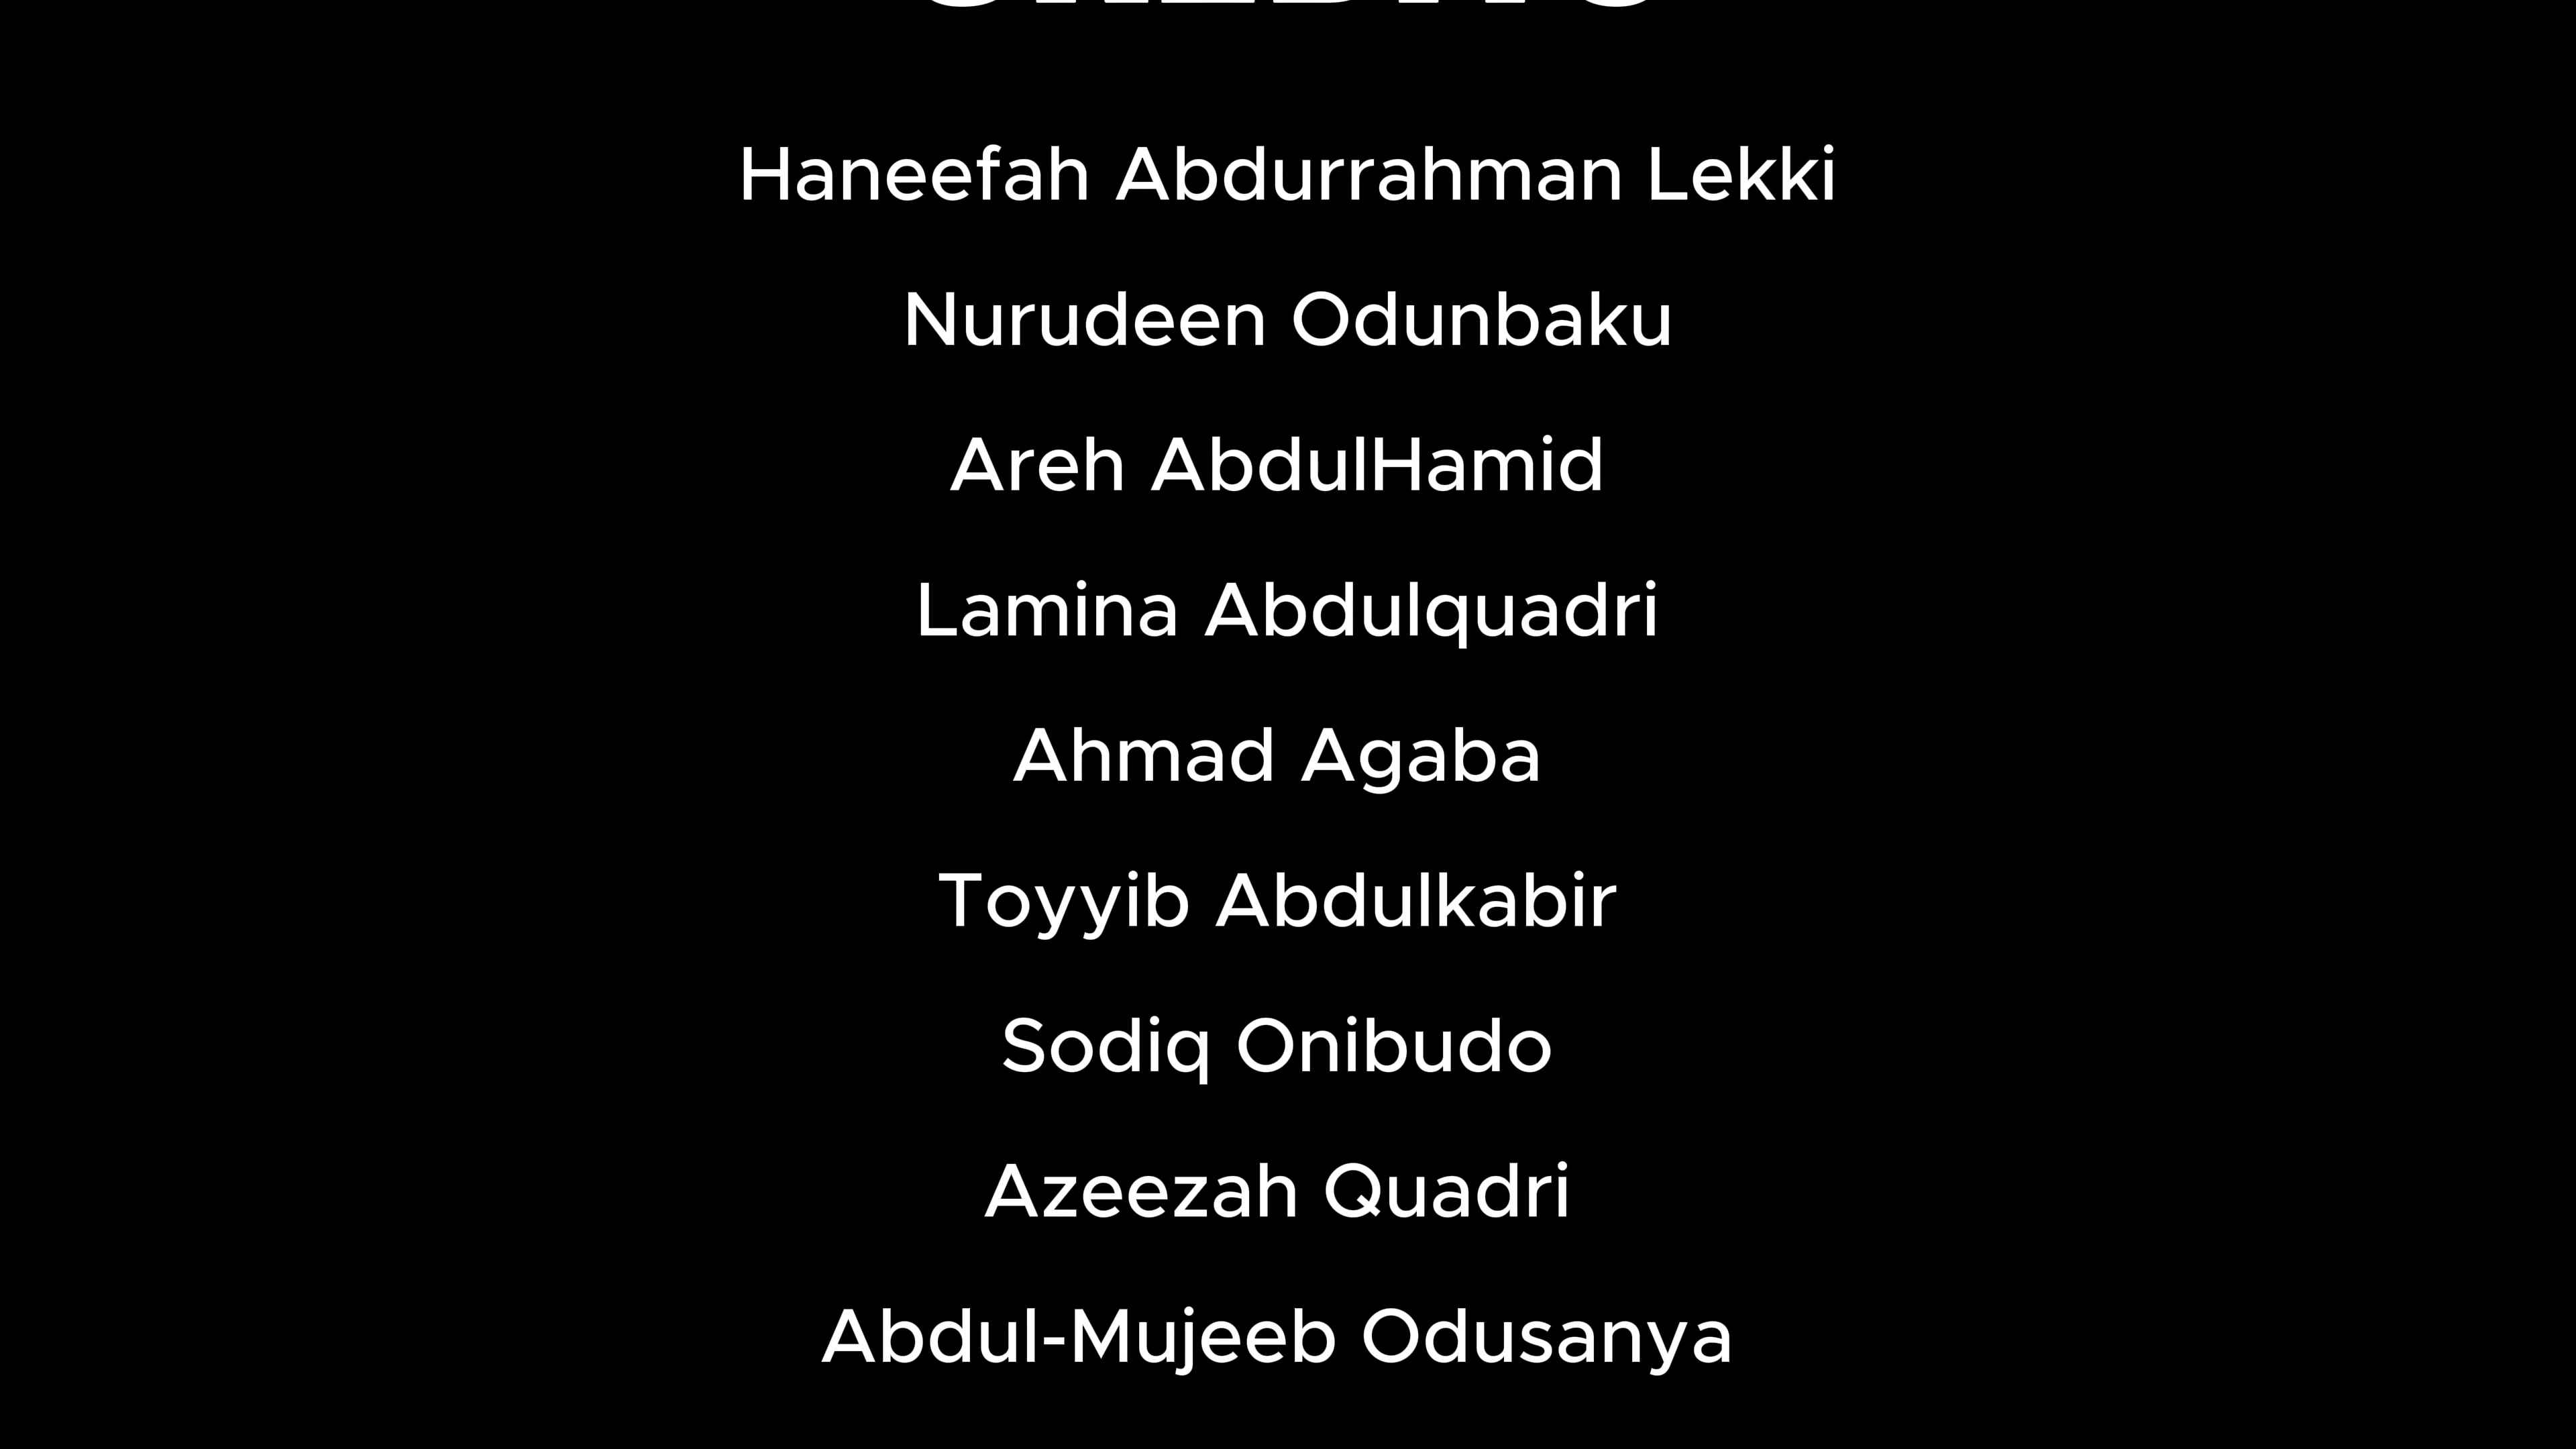 CREDITS
Haneefah Abdurrahman Lekki
Nurudeen Odunbaku
Areh AbdulHamid
Lamina Abdulquadri
Ahmad Agaba
Toyyib Abdulkabir
Sodiq Onibudo
Azeezah Quadri
Abdul-Mujeeb Odusanya